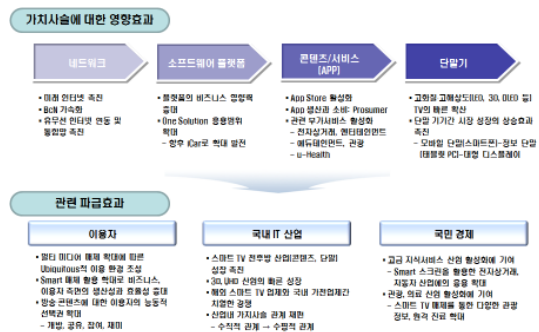 가치사슬에 대한 영향효과
네트워크
소프트웨어 플랫폼
콘텐츠/서비스
(APP)
단말기
• 미래 인터넷 촉진
• BcN 가속화
• 유무선 인터넷 연동 및
통합망 촉진
• 플랫폼의 비즈니스 영향력
증대
• One Solution 응용범위
확대
- 향후 iCar로 확대 발전
• App Store 활성화
• App 생산과 소비: Prosumer
• 관련 부가서비스 활성화
- 전자상거래, 엔터테인먼트
- 에듀테인먼트, 관광
- u-Health
• 고화질 고해상도(LED, 3D, OLED 등)
TV의 빠른 확산
• 단말 기기간 시장 성장의 상승효과
촉진
- 모바일 단말(스마트폰)-정보 단말
(태블릿 PC)-대형 디스플레이
관련 파급효과
이용자
국내 IT 산업
국민 경제
• 멀티 미디어 매체 확대에 따른
Ubiquitous적 이용 환경 조성
• Smart 매체 활용 확대로 비즈니스,
이용자 측면의 생산성과 효율성 증대
• 방송 콘텐츠에 대한 이용자의 능동적
선택권 확대
- 개방, 공유, 참여, 재미
• 스마트 TV 전후방 산업(콘텐츠, 단말)
성장 촉진
• 3D, UHD 산업의 빠른 성장
• 해외 스마트 TV 업체와 국내 가전업체간
치열한 경쟁
• 산업내 가치사슬 관계 재편
- 수직적 관계 → 수평적 관계
• 고급 지식서비스 산업 활성화에 기여
- Smart 스크린을 활용한 전자상거래,
자동차 산업에의 응용 확대
• 관광, 의료 산업 활성화에 기여
- 스마트 TV 매체를 통한 다양한 관광
정보, 원격 진료 확대